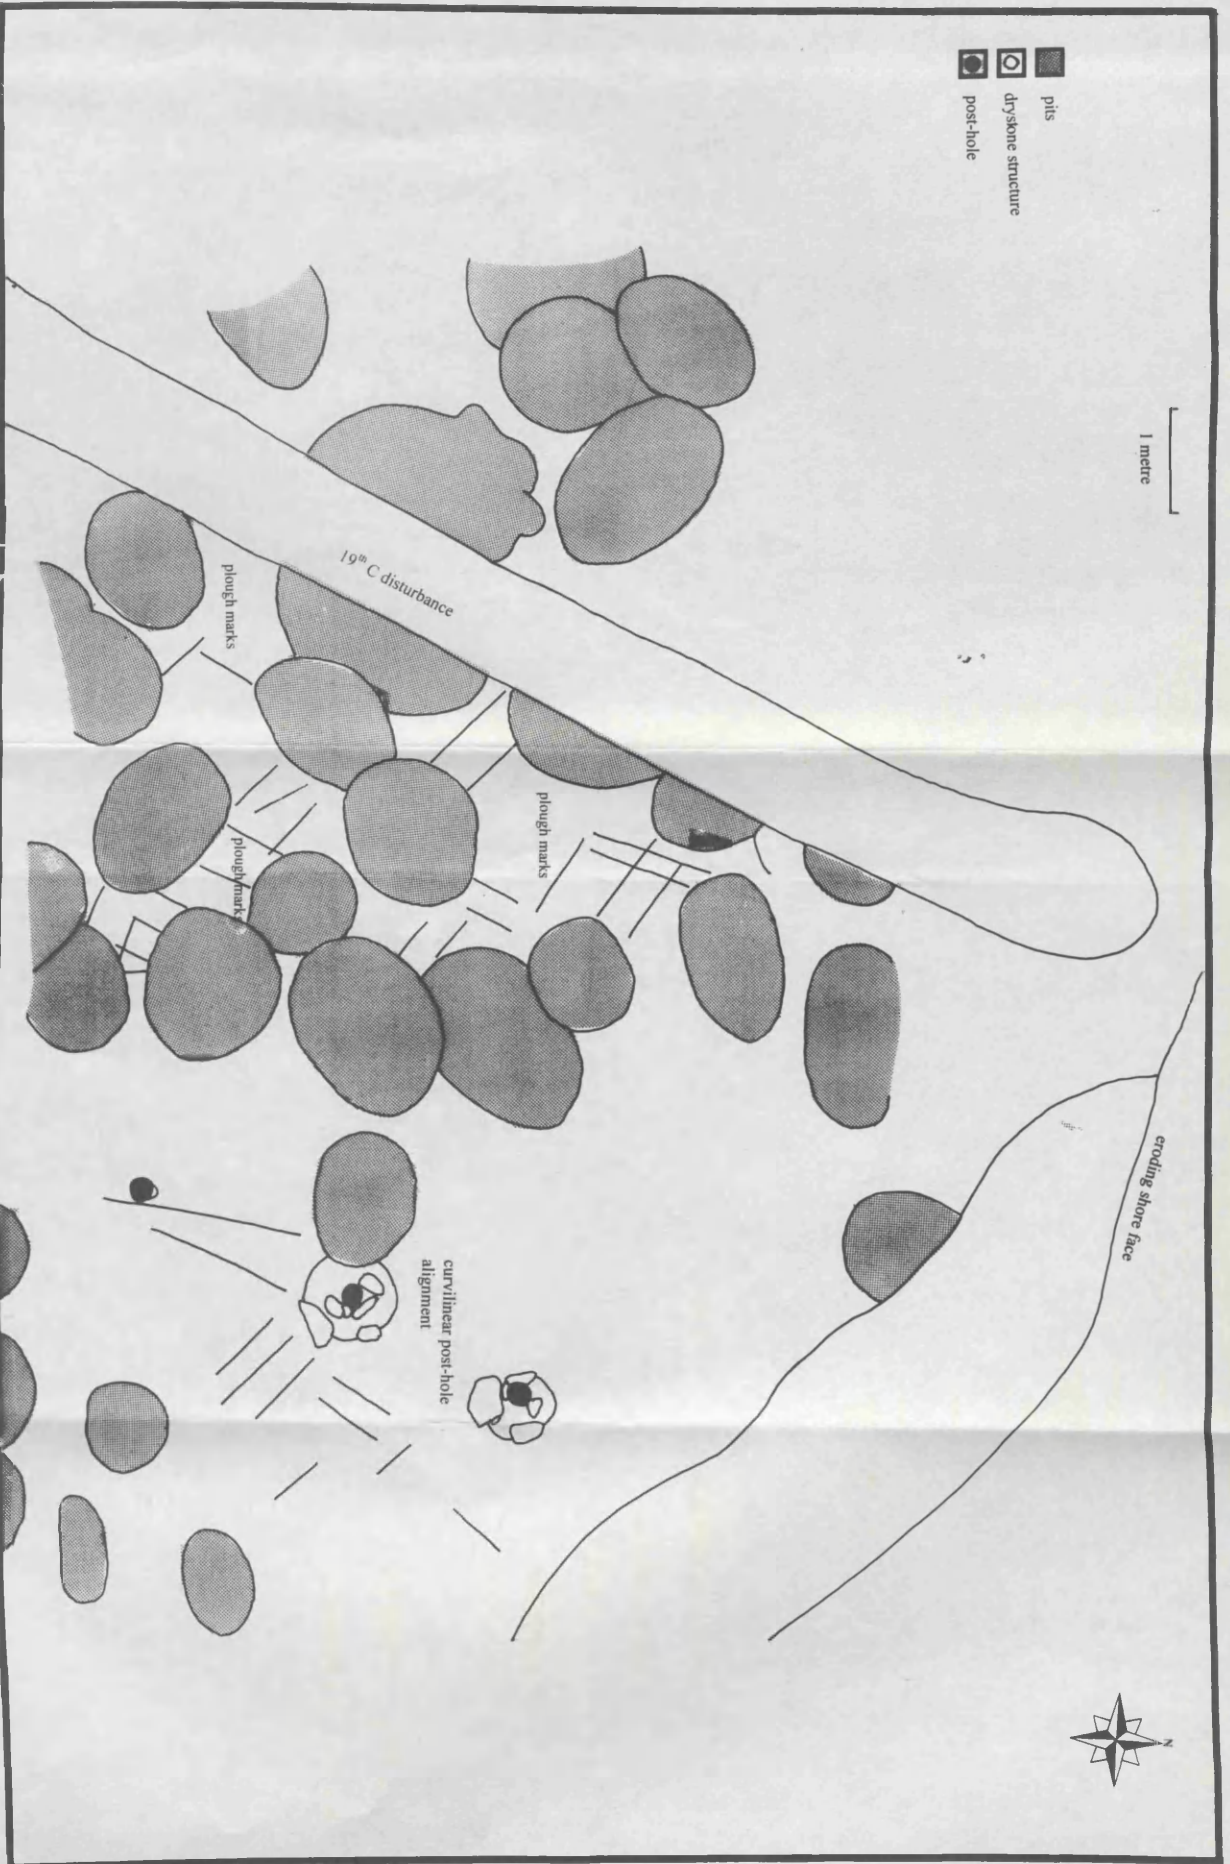 pits
drystone structure
post-hole
1 metre
19th C disturbance
plough marks
plough marks
plough marks
eroding shore face
curvilinear post-hole
alignment
N